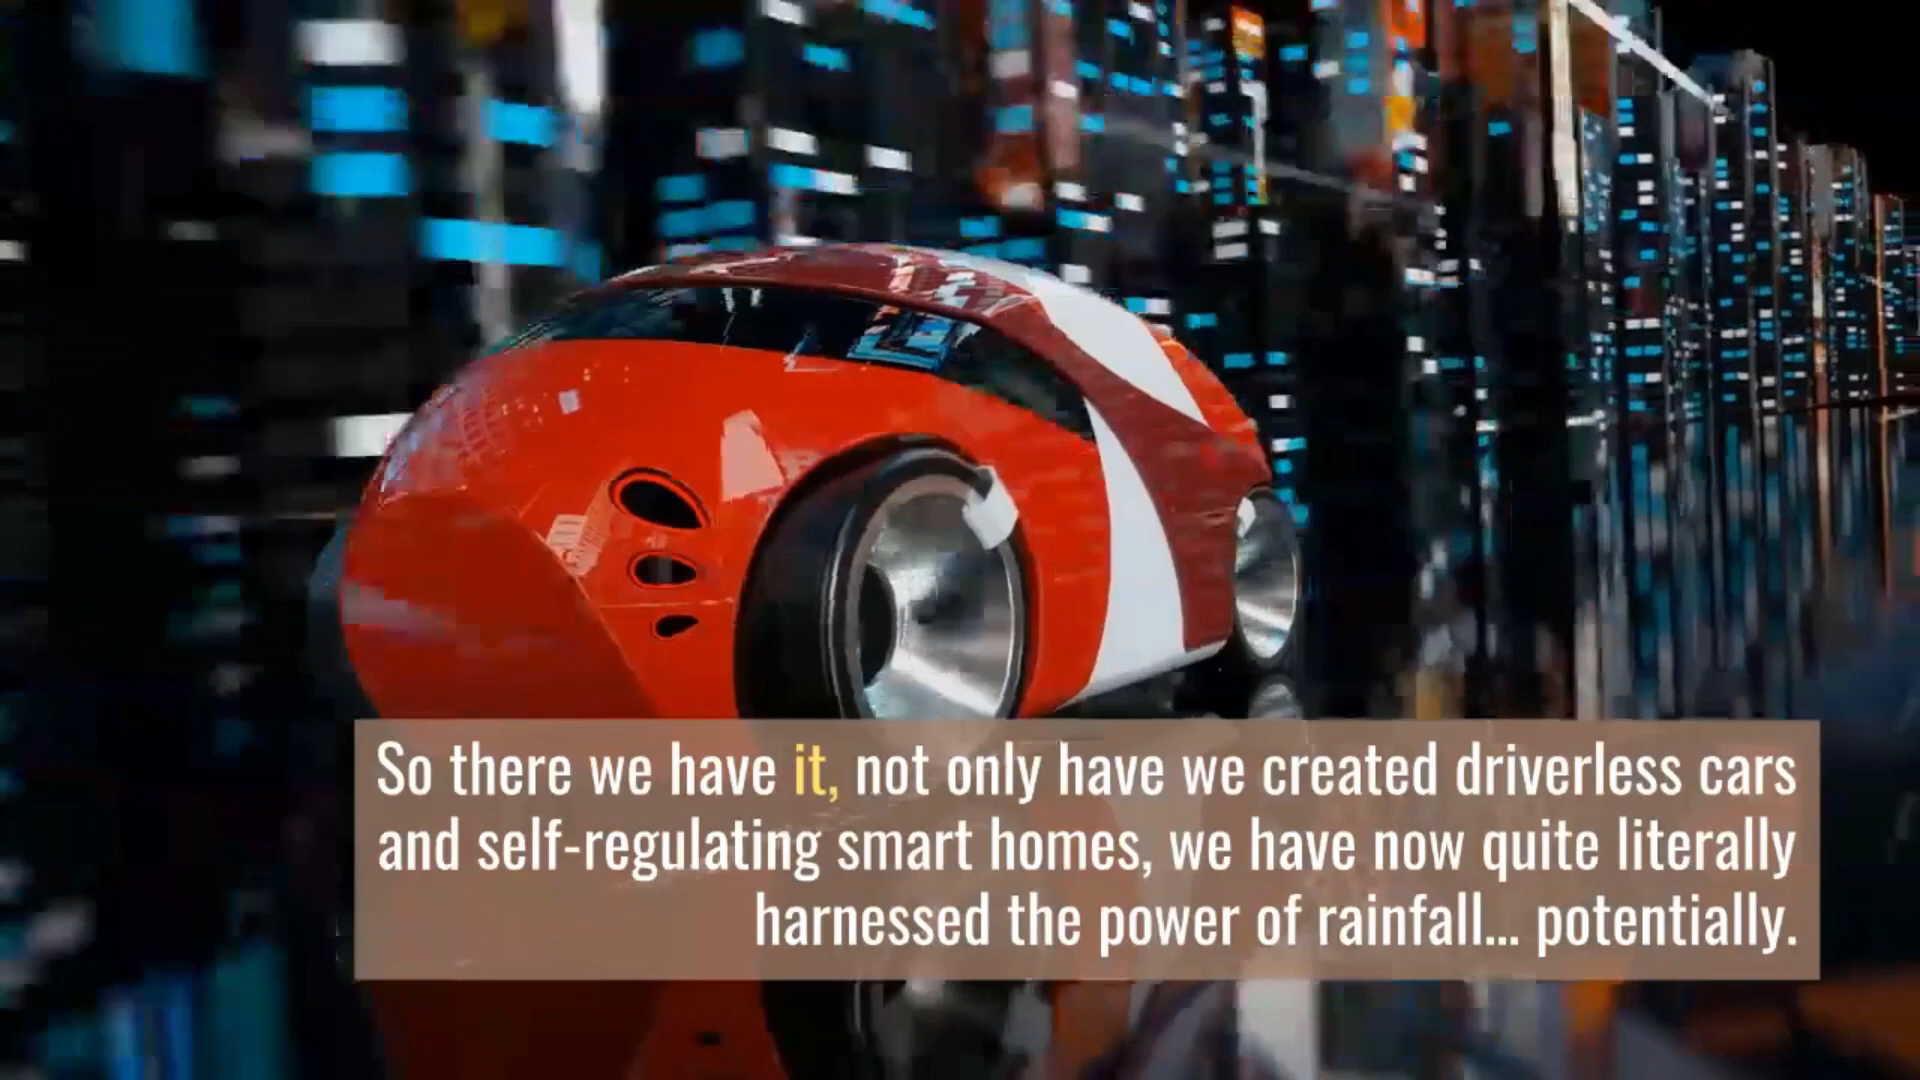 So there we have it, not only have we created driverless cars
and self-regulating smart homes, we have now quite literally
harnessed the power of rainfall... potentially.